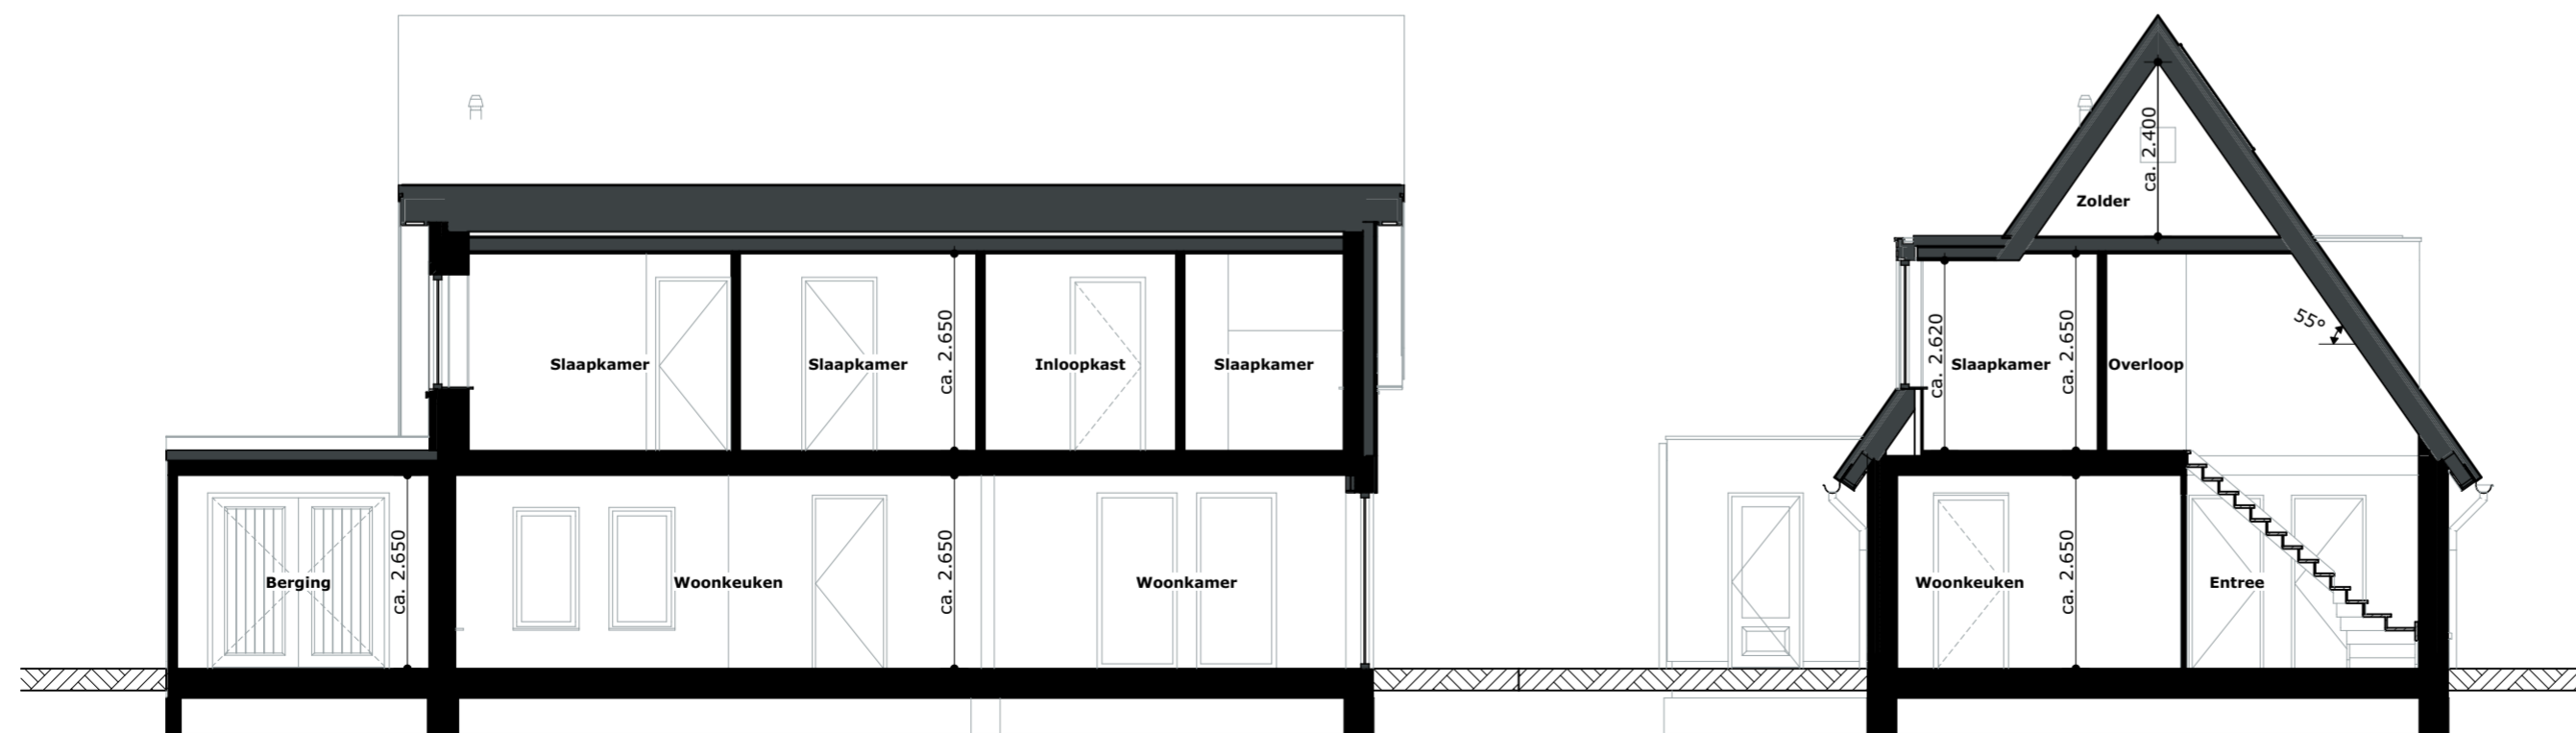 Slaapkamer
Slaapkamer
ca. 2.650
Inloopkast
Slaapkamer
Berging
ca. 2.650
Woonkeuken
ca. 2.650
Woonkamer
ca. 2.400
Zolder
55°
ca. 2.620
Slaapkamer
ca. 2.650
Overloop
Woonkeuken
ca. 2.650
Entree